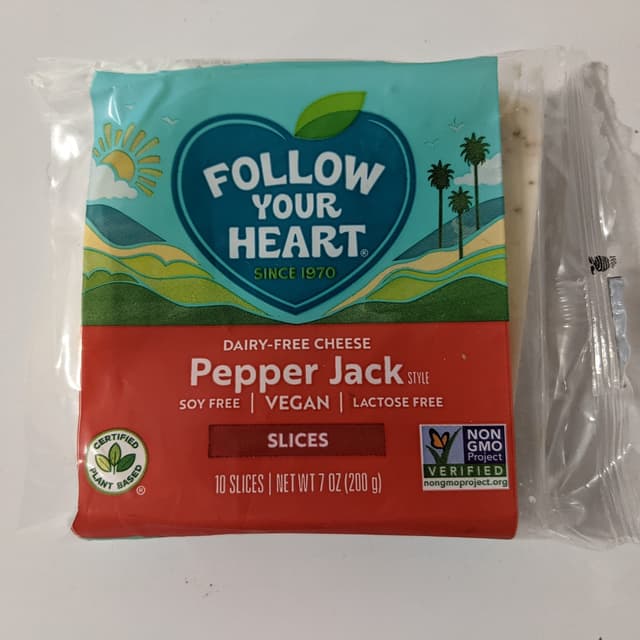 FOLLOW
YOUR
HEART®
SINCE 1970
DAIRY-FREE CHEESE
Pepper Jack STYLE
SOY FREE | VEGAN | LACTOSE FREE
SLICES
10 SLICES | NET WT 7 OZ (200 g)
CERTIFIED
PLANT BASED
®
NON
GMO
Project
VERIFIED
nongmoproject.org